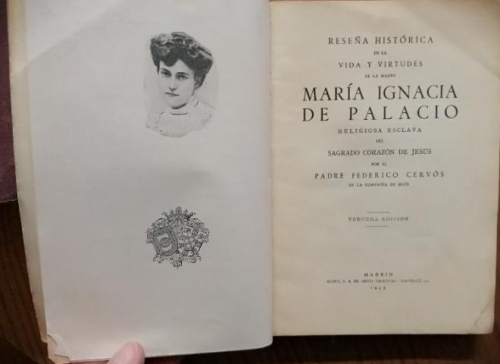 RESEÑA HISTÓRICA
DE LA
VIDA Y VIRTUDES
DE LA MADRE
MARÍA IGNACIA
DE PALACIO
RELIGIOSA ESCLAVA
DEL
SAGRADO CORAZÓN DE JESÚS
POR EL
PADRE FEDERICO CERVÓS
DE LA COMPAÑÍA DE JESÚS
TERCERA EDICIÓN
MADRID